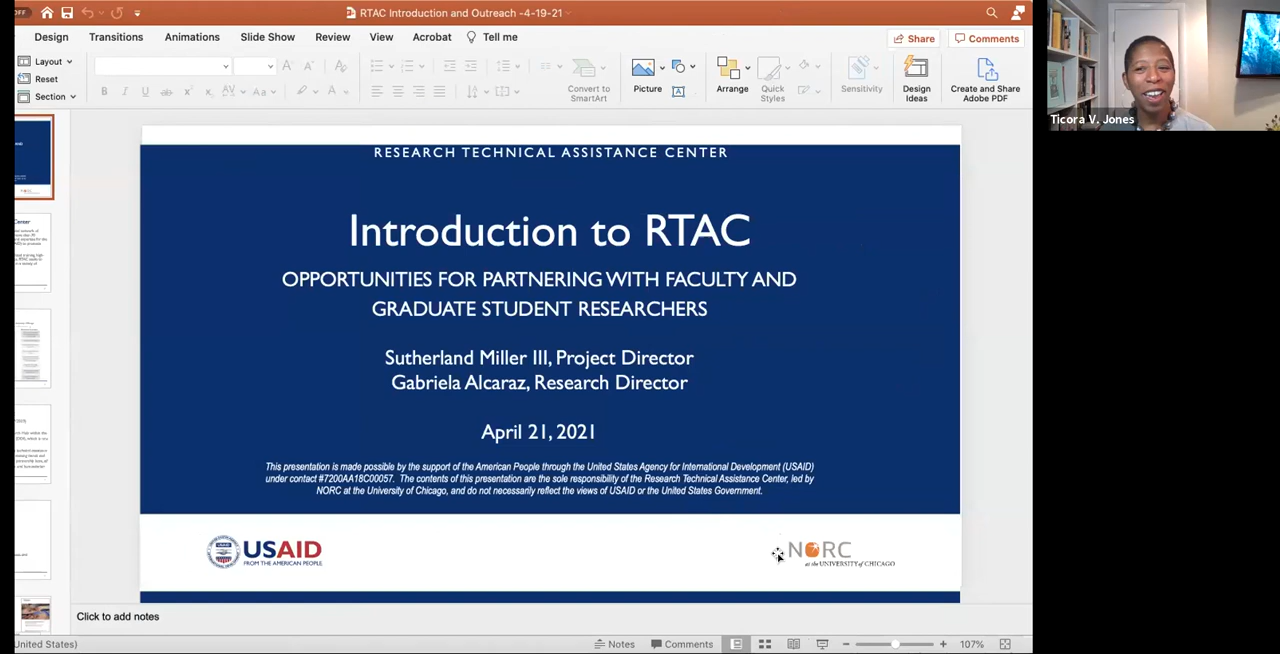 OFF
RTAC Introduction and Outreach -4-19-21
Design
Transitions
Animations
Slide Show
Review
View
Acrobat
Tell me
Share
Comments
Layout
Reset
Section
Convert to
SmartArt
Picture
Arrange
Quick
Styles
Sensitivity
Design
Ideas
Create and Share
Adobe PDF
Ticora V. Jones
RESEARCH TECHNICAL ASSISTANCE CENTER
Introduction to RTAC
OPPORTUNITIES FOR PARTNERING WITH FACULTY AND
GRADUATE STUDENT RESEARCHERS
Sutherland Miller III, Project Director
Gabriela Alcaraz, Research Director
April 21, 2021
This presentation is made possible by the support of the American People through the United States Agency for International Development (USAID)
under contact #7200AA18C00057. The contents of this presentation are the sole responsibility of the Research Technical Assistance Center, led by
NORC at the University of Chicago, and do not necessarily reflect the views of USAID or the United States Government.
USAID
FROM THE AMERICAN PEOPLE
NORC
at the UNIVERSITY of CHICAGO
Click to add notes
United States)
Notes
Comments
107%